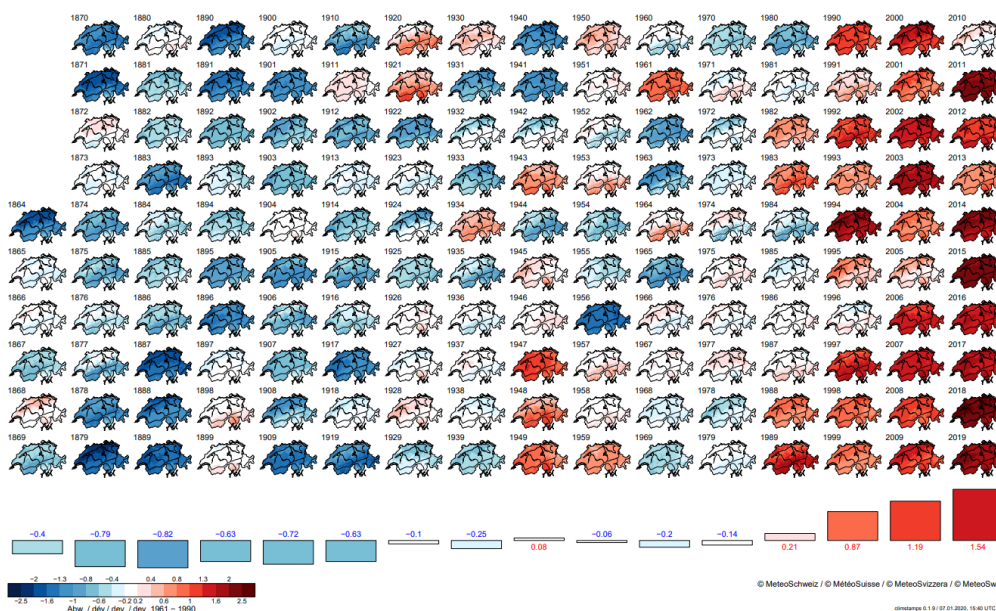 1870 1880 1890 1900 1910 1920 1930 1940 1950 1960 1970 1980 1990 2000 2010
1871 1881 1891 1901 1911 1921 1931 1941 1951 1961 1971 1981 1991 2001 2011
1872 1882 1892 1902 1912 1922 1932 1942 1952 1962 1972 1982 1992 2002 2012
1873 1883 1893 1903 1913 1923 1933 1943 1953 1963 1973 1983 1993 2003 2013
1864 1874 1884 1894 1904 1914 1924 1934 1944 1954 1964 1974 1984 1994 2004 2014
1865 1875 1885 1895 1905 1915 1925 1935 1945 1955 1965 1975 1985 1995 2005 2015
1866 1876 1886 1896 1906 1916 1926 1936 1946 1956 1966 1976 1986 1996 2006 2016
1867 1877 1887 1897 1907 1917 1927 1937 1947 1957 1967 1977 1987 1997 2007 2017
1868 1878 1888 1898 1908 1918 1928 1938 1948 1958 1968 1978 1988 1998 2008 2018
1869 1879 1889 1899 1909 1919 1929 1939 1949 1959 1969 1979 1989 1999 2009 2019
−0.4 −0.79 −0.82 −0.63 −0.72 −0.63 −0.1 −0.25 0.08 −0.06 −0.2 −0.14 0.21 0.87 1.19 1.54
−2 −1.3 −0.8 −0.4 0.4 0.8 1.3 2
−2.5 −1.6 −1 −0.6 −0.2 0.2 0.6 1 1.6 2.5
Abw. / dév / dev. / dev. 1961 − 1990
© MeteoSchweiz / © MétéoSuisse / © MeteoSvizzera / © MeteoSw
climstamps 0.1.9 / 07.01.2020, 15:40 UTC